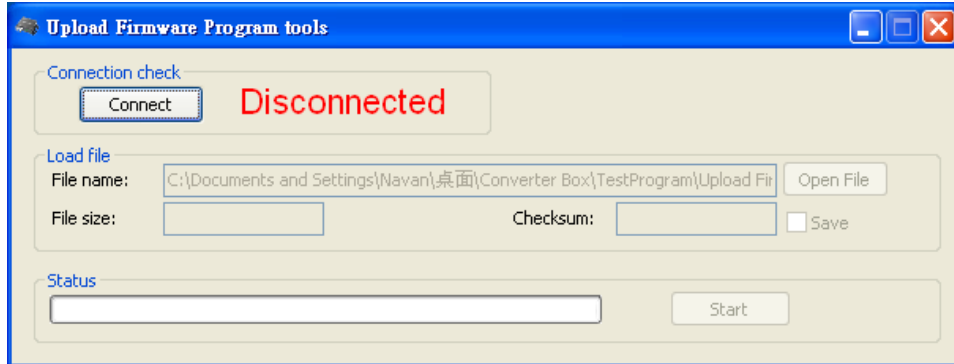 Upload Firmware Program tools
Connection check
Connect Disconnected
Load file
File name: C:\Documents and Settings\Navan\桌面\Converter Box\TestProgram\Upload Fir Open File
File size: Checksum: Save
Status
Start